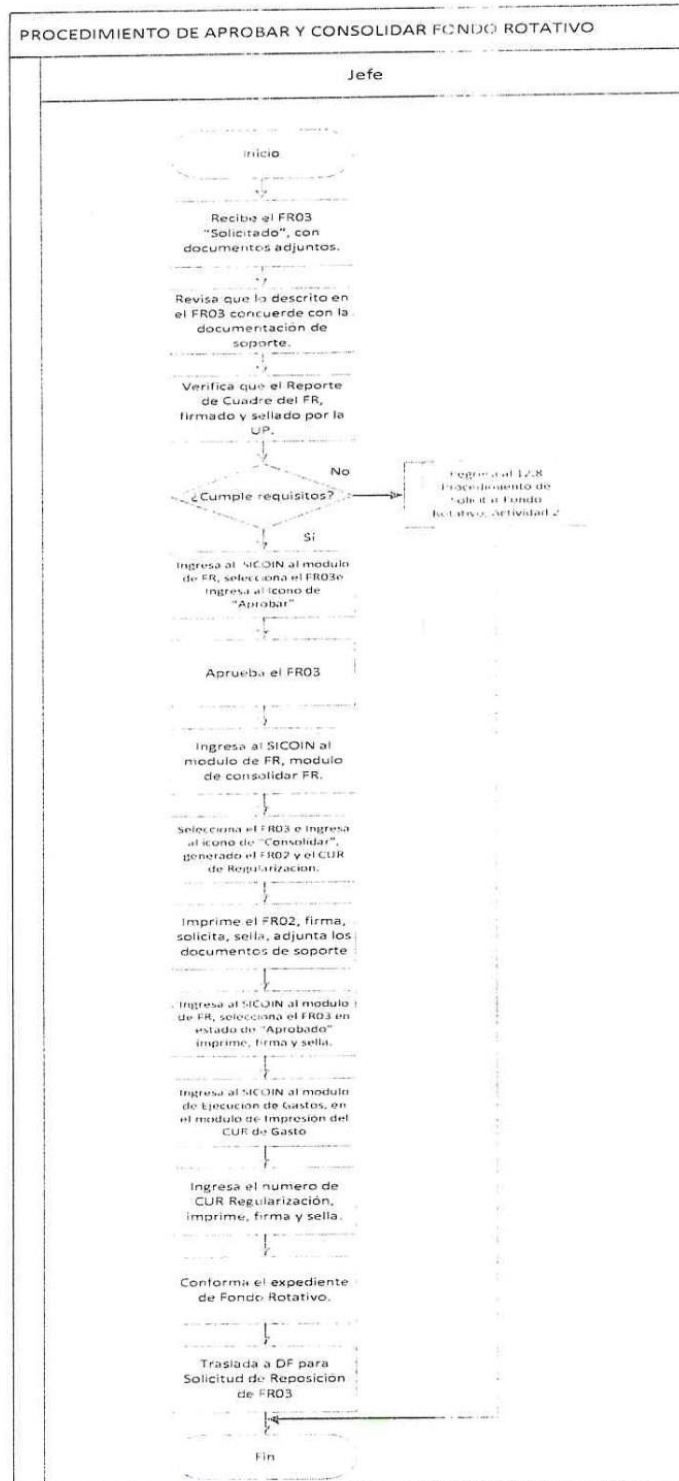 PROCEDIMIENTO DE APROBAR Y CONSOLIDAR FONDO ROTATIVO
Jefe
Inicio
Recibe el FR03
"Solicitado", con
documentos adjuntos.
Revisa que lo descrito en
el FR03 concuerde con la
documentación de
soporte.
Verifica que el Reporte
de Cuadre del FR,
firmado y sellado por la
UP.
¿Cumple requisitos?
No
Regresa al 12.8
Procedimiento de
Solicitar Fondo
Rotativo, Actividad 2
Sí
Ingresa al SICOIN al modulo
de FR, selecciona el FR03e
Ingresa al icono de
"Aprobar"
Aprueba el FR03
Ingresa al SICOIN al
modulo de FR, modulo
de consolidar FR.
Selecciona el FR03 e Ingresa
al icono de "Consolidar",
generado el FR02 y el CUR
de Regularizacion.
Imprime el FR02, firma,
solicita, sella, adjunta los
documentos de soporte
Ingresa al SICOIN al modulo
de FR, selecciona el FR03 en
estado de "Aprobado"
imprime, firma y sella.
Ingresa al SICOIN al modulo
de Ejecución de Gastos, en
el modulo de Impresión del
CUR de Gasto
Ingresa el numero de
CUR Regularización,
imprime, firma y sella.
Conforma el expediente
de Fondo Rotativo.
Traslada a DF para
Solicitud de Reposición
de FR03
Fin